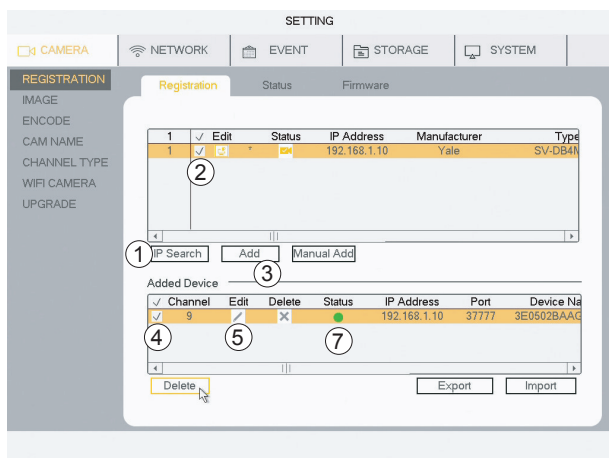 SETTING
CAMERA NETWORK EVENT STORAGE SYSTEM
REGISTRATION
IMAGE
ENCODE
CAM NAME
CHANNEL TYPE
WIFI CAMERA
UPGRADE
Registration Status Firmware
1 Edit Status IP Address Manufacturer Type
1 * 192.168.1.10 Yale SV-DB4M
2
1 IP Search Add Manual Add
3
Added Device
Channel Edit Delete Status IP Address Port Device Na
9 192.168.1.10 37777 3E0502BAAG
4 5 7
Delete Export Import